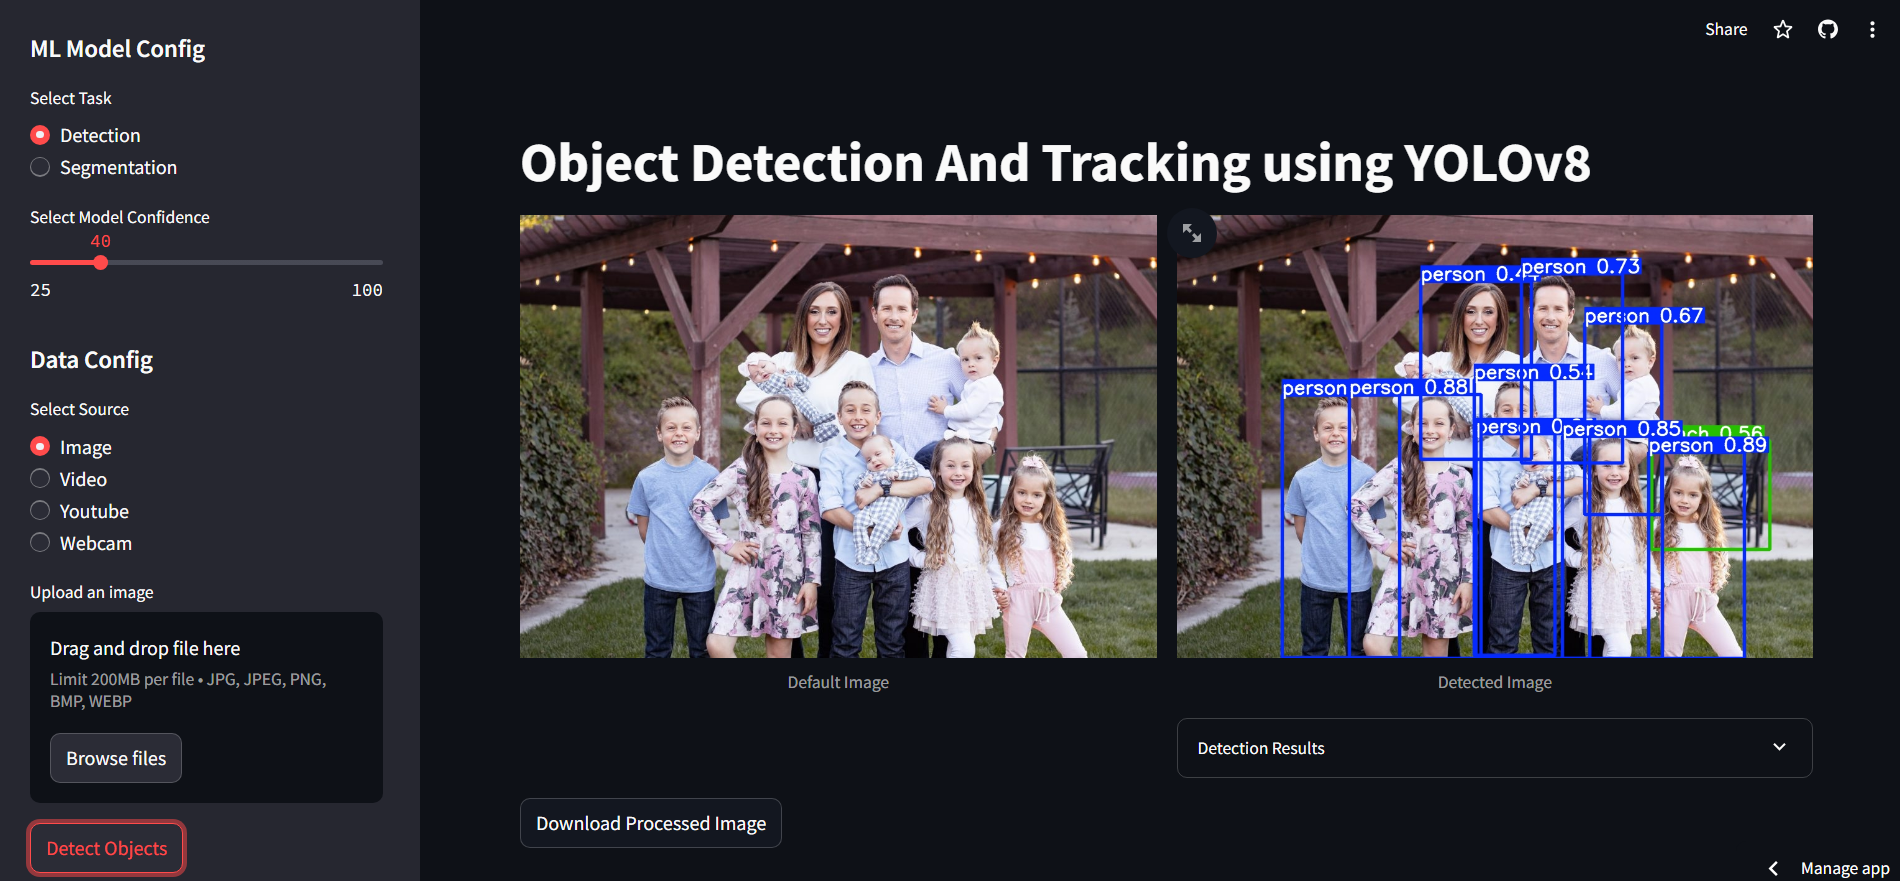 ML Model Config
Select Task
Detection
Segmentation
Select Model Confidence
40
25 100
Data Config
Select Source
Image
Video
Youtube
Webcam
Upload an image
Drag and drop file here
Limit 200MB per file • JPG, JPEG, PNG,
BMP, WEBP
Browse files
Detect Objects
Share
Object Detection And Tracking using YOLOv8
person
person 0.73
person 0.67
person 0.54
person
person 0.88
person
person 0.85
0.56
person 0.89
Default Image
Detected Image
Detection Results
Download Processed Image
Manage app